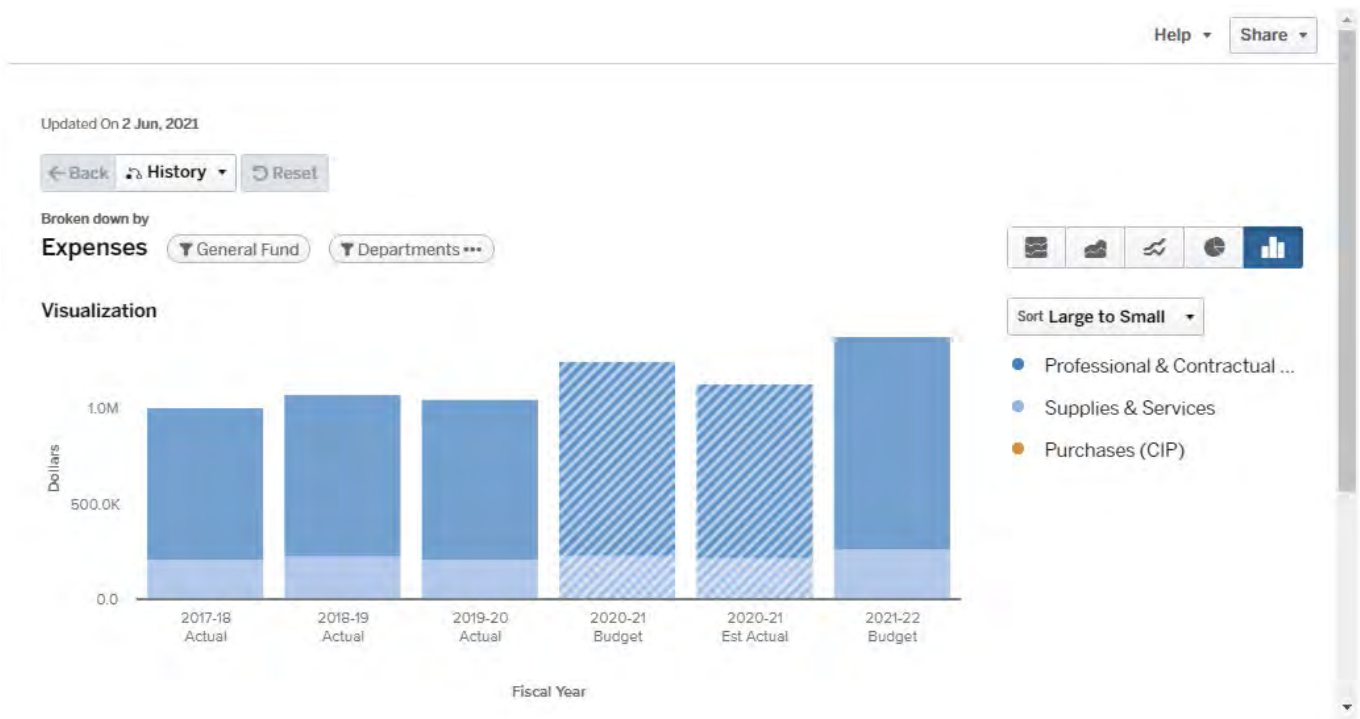 Help Share
Updated On 2 Jun, 2021
Back History Reset
Broken down by
Expenses General Fund Departments •••
Visualization
Sort Large to Small
Professional & Contractual ...
Supplies & Services
Purchases (CIP)
Dollars
1.0M
500.0K
0.0
2017-18 2018-19 2019-20 2020-21 2020-21 2021-22
Actual Actual Actual Budget Est Actual Budget
Fiscal Year